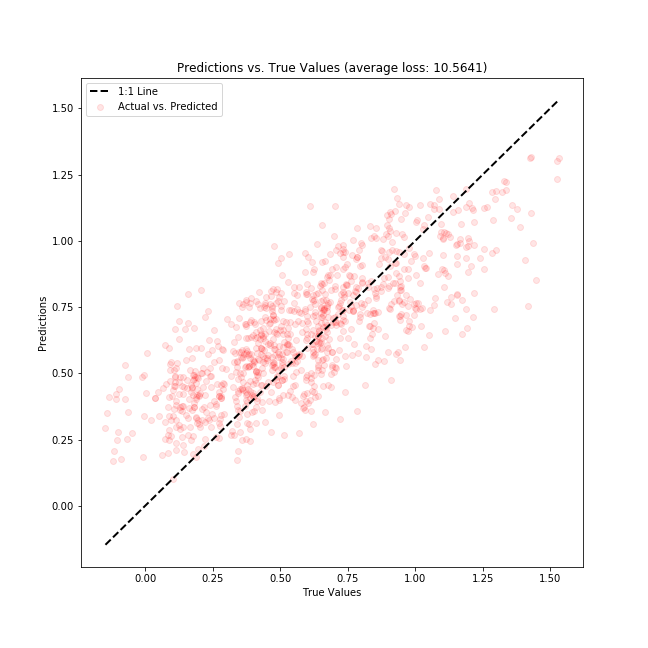 Predictions vs. True Values (average loss: 10.5641)
1:1 Line
Actual vs. Predicted
1.50
1.25
1.00
0.75
0.50
0.25
0.00
Predictions
0.00 0.25 0.50 0.75 1.00 1.25 1.50
True Values